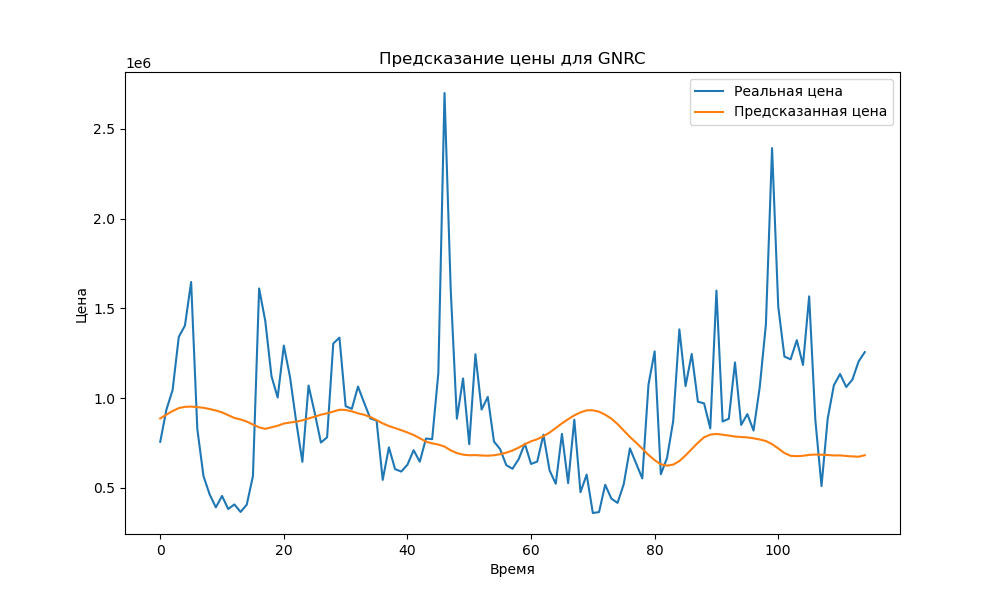 Предсказание цены для GNRC
1e6
Реальная цена
Предсказанная цена
2.5
2.0
1.5
1.0
0.5
Цена
0 20 40 60 80 100
Время